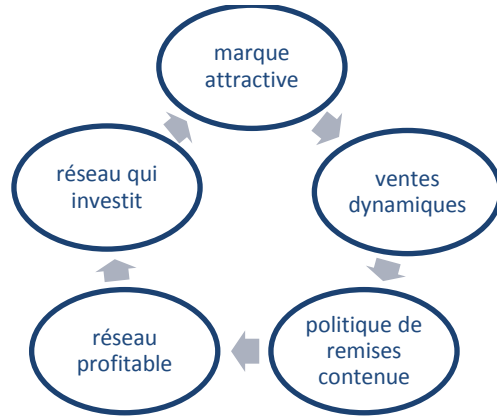 marque
attractive
ventes
dynamiques
politique de
remises
contenue
réseau
profitable
réseau qui
investit